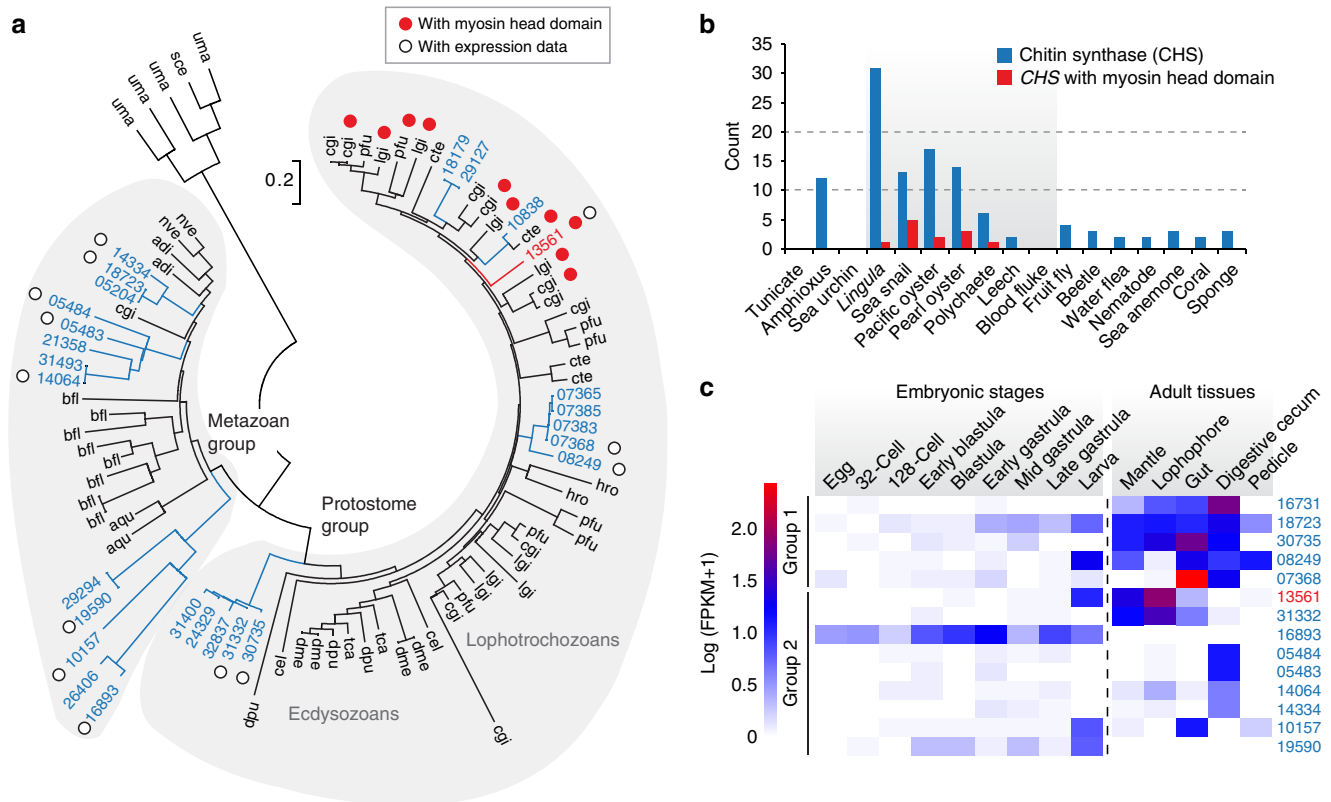 a
With myosin head domain
With expression data
uma
sce
uma
uma
uma
uma
0.2
cgi
cgi
pfu
lgi
pfu
lgi
cte
18179
29127
cgi
cgi
lgi
10838
cte
13561
lgi
cgi
cgi
cgi
pfu
pfu
cte
cte
07365
07385
07383
07368
08249
hro
hro
pfu
pfu
pfu
cgi
cgi
lgi
lgi
lgi
lgi
pfu
pfu
cgi
cgi
cel
dme
dme
tca
dpu
tca
dpu
dme
dme
cel
dpu
30735
31332
32837
24329
31400
16893
26406
10157
19590
29294
aqu
aqu
bfl
bfl
bfl
bfl
bfl
bfl
bfl
bfl
14064
31493
21358
05483
05484
cgi
05204
18723
14334
adi
adi
nve
nve
Metazoan
group
Protostome
group
Lophotrochozoans
Ecdysozoans
b
35
30
25
20
15
10
5
0
Count
Chitin synthase (CHS)
CHS with myosin head domain
Tunicate
Amphioxus
Sea urchin
Lingula
Sea snail
Pacific oyster
Pearl oyster
Polychaete
Leech
Blood fluke
Fruit fly
Beetle
Water flea
Nematode
Sea anemone
Coral
Sponge
c
Embryonic stages
Adult tissues
Egg
32-Cell
128-Cell
Early blastula
Blastula
Early gastrula
Mid gastrula
Late gastrula
Larva
Mantle
Lophophore
Gut
Digestive cecum
Pedicle
Log (FPKM+1)
2.0
1.5
1.0
0.5
0
Group 1
Group 2
16731
18723
30735
08249
07368
13561
31332
16893
05484
05483
14064
14334
10157
19590